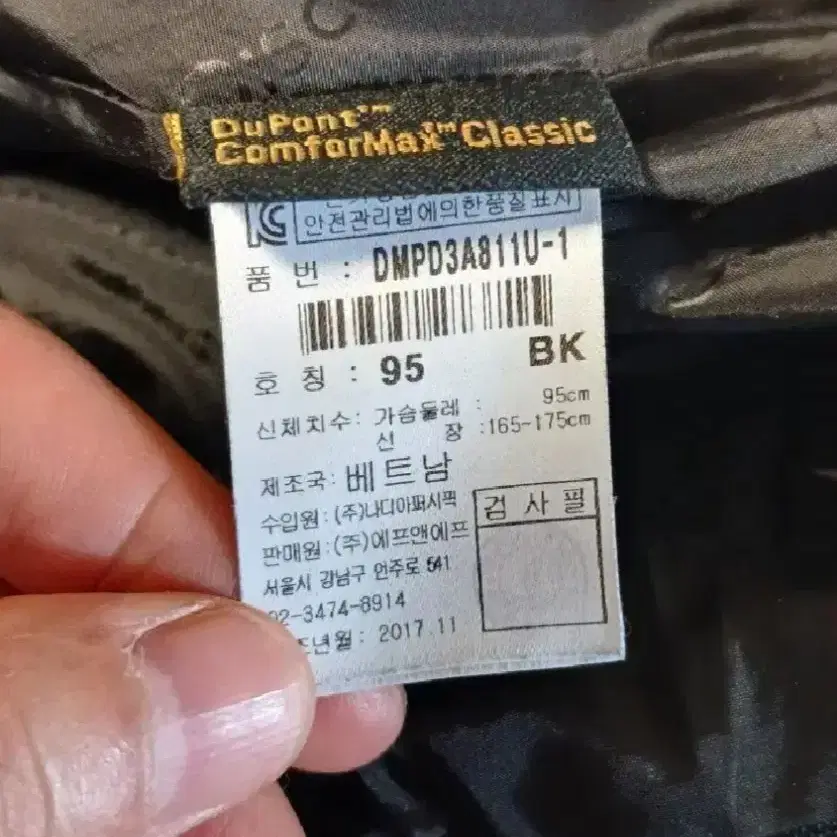 DuPont™
ComforMax™ Classic
안전관리법에의한품질표시
품 번 : DMPD3A811U-1
BK
호 칭 : 95
신체치수: 가슴둘레 : 95cm
신 장 :165-175cm
제조국: 베트남
검 사 필
수입원 : (주)나디아퍼시픽
판매원 : (주)에프앤에프
서울시 강남구 언주로 541
02-3474-8914
년월 : 2017.11